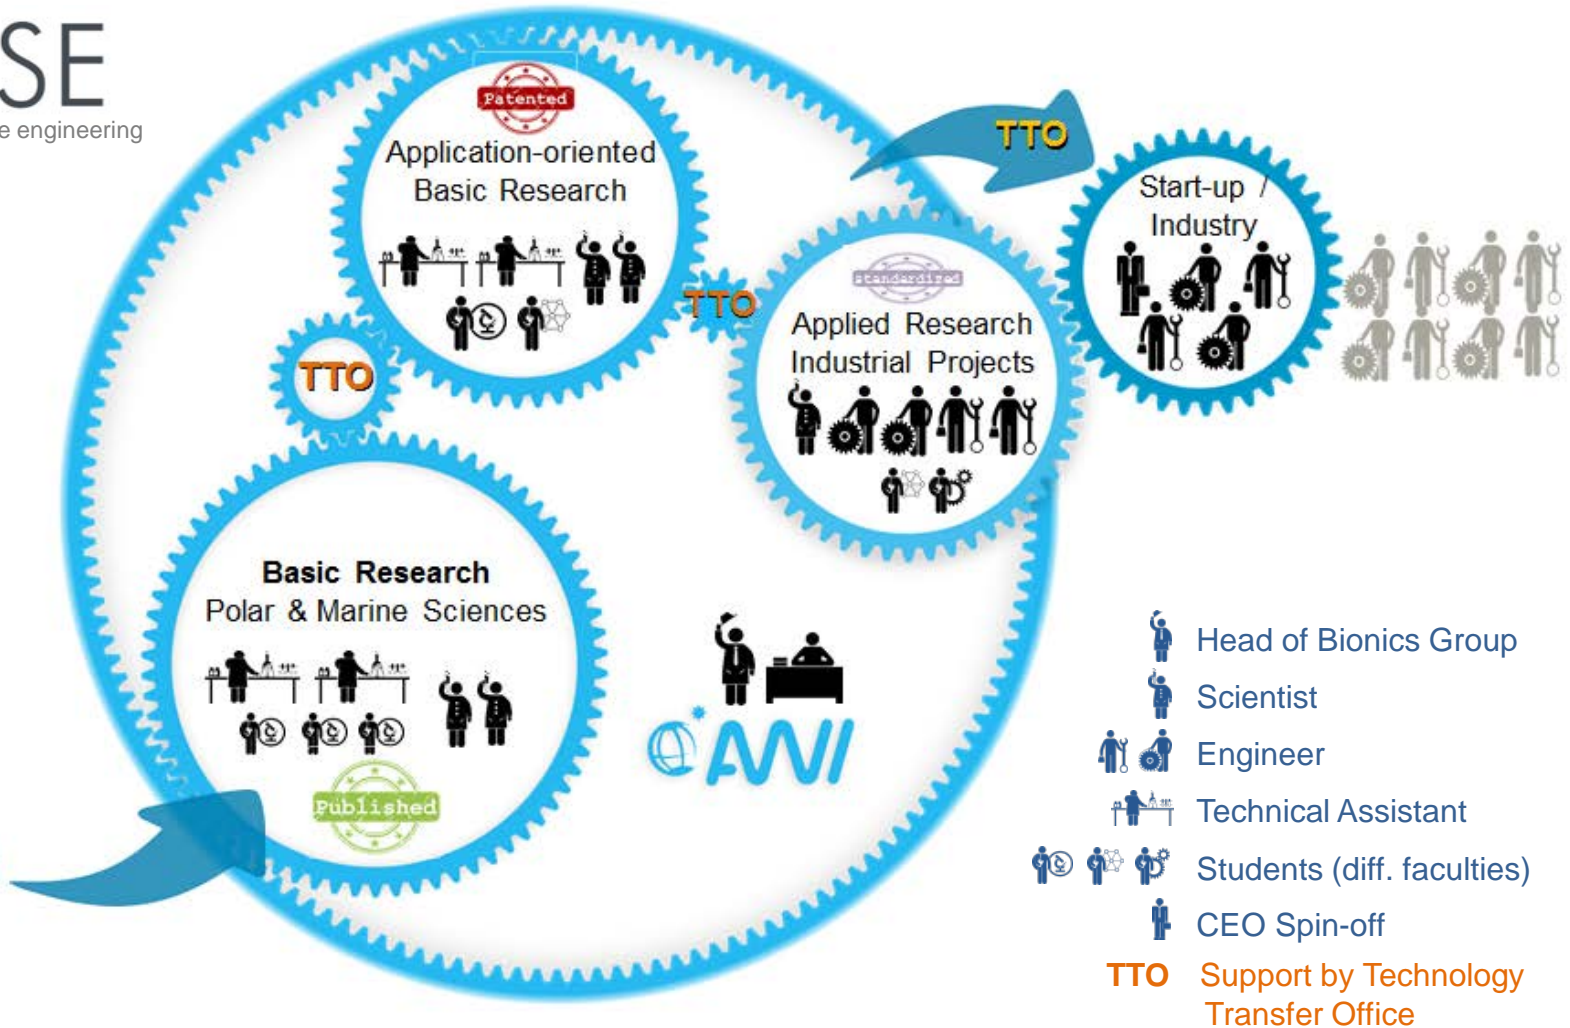 SE
e engineering
Patented
Application-oriented
Basic Research
TTO
Start-up /
Industry
TTO
standardized
Applied Research
Industrial Projects
TTO
Basic Research
Polar & Marine Sciences
Published
AWI
Head of Bionics Group
Scientist
Engineer
Technical Assistant
Students (diff. faculties)
CEO Spin-off
TTO Support by Technology
Transfer Office